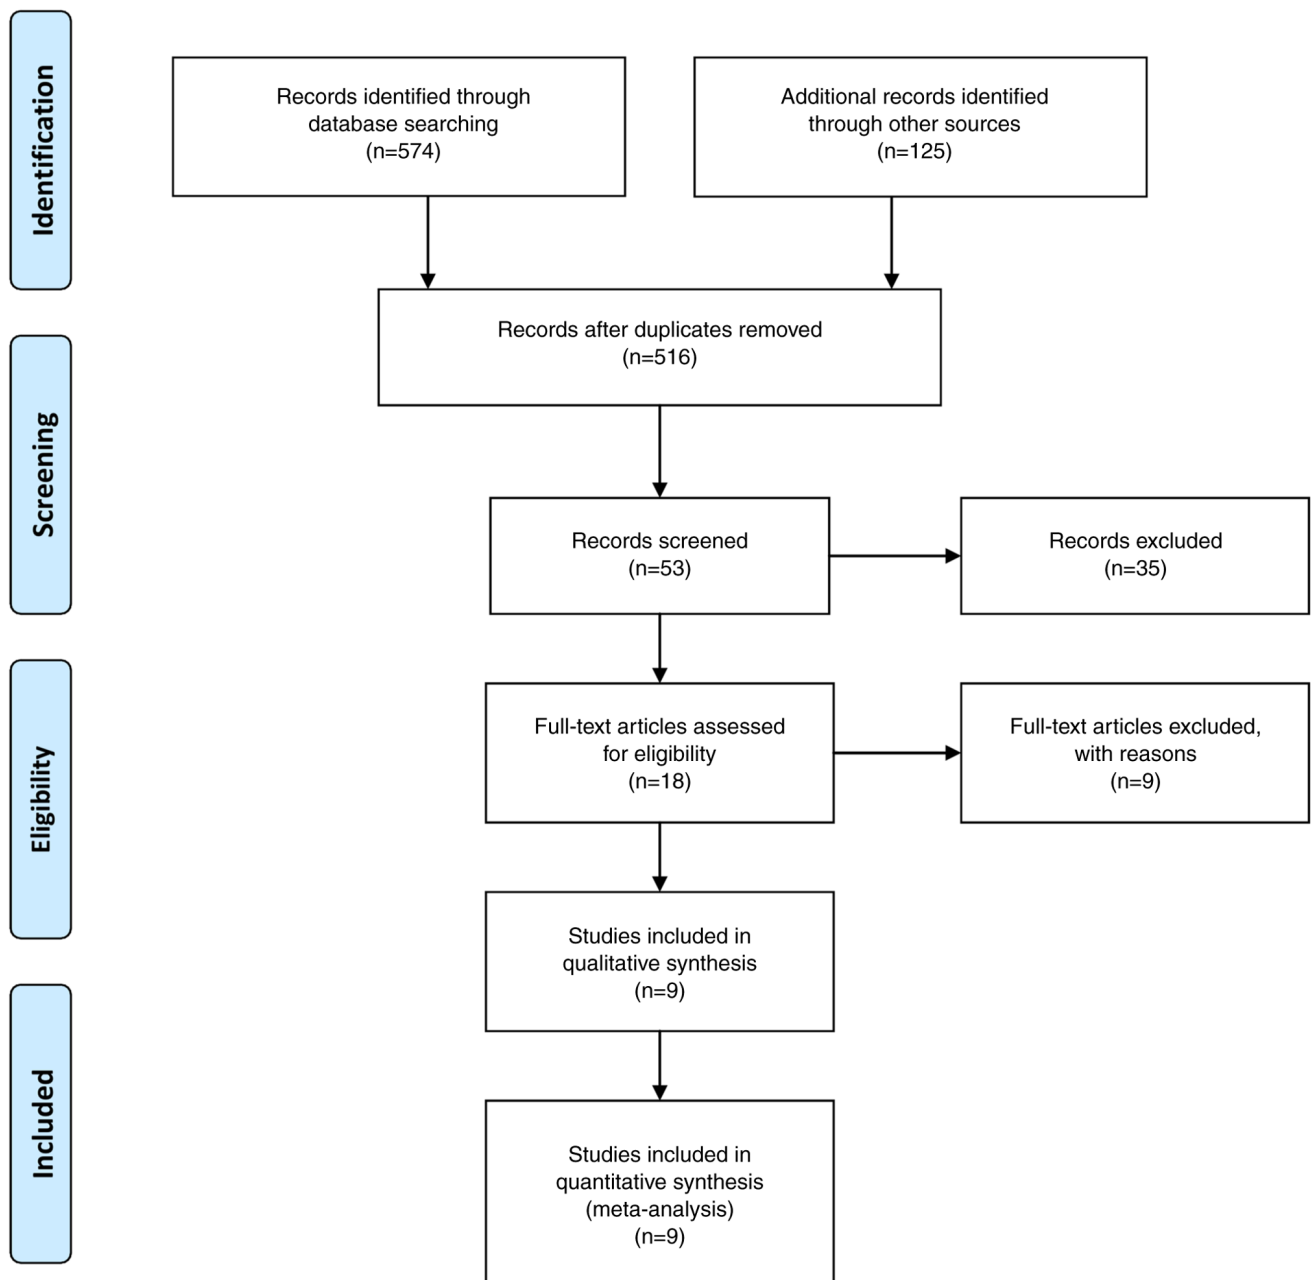 Identification
Records identified through
database searching
(n=574)
Additional records identified
through other sources
(n=125)
Records after duplicates removed
(n=516)
Screening
Records screened
(n=53)
Records excluded
(n=35)
Eligibility
Full-text articles assessed
for eligibility
(n=18)
Full-text articles excluded,
with reasons
(n=9)
Studies included in
qualitative synthesis
(n=9)
Included
Studies included in
quantitative synthesis
(meta-analysis)
(n=9)